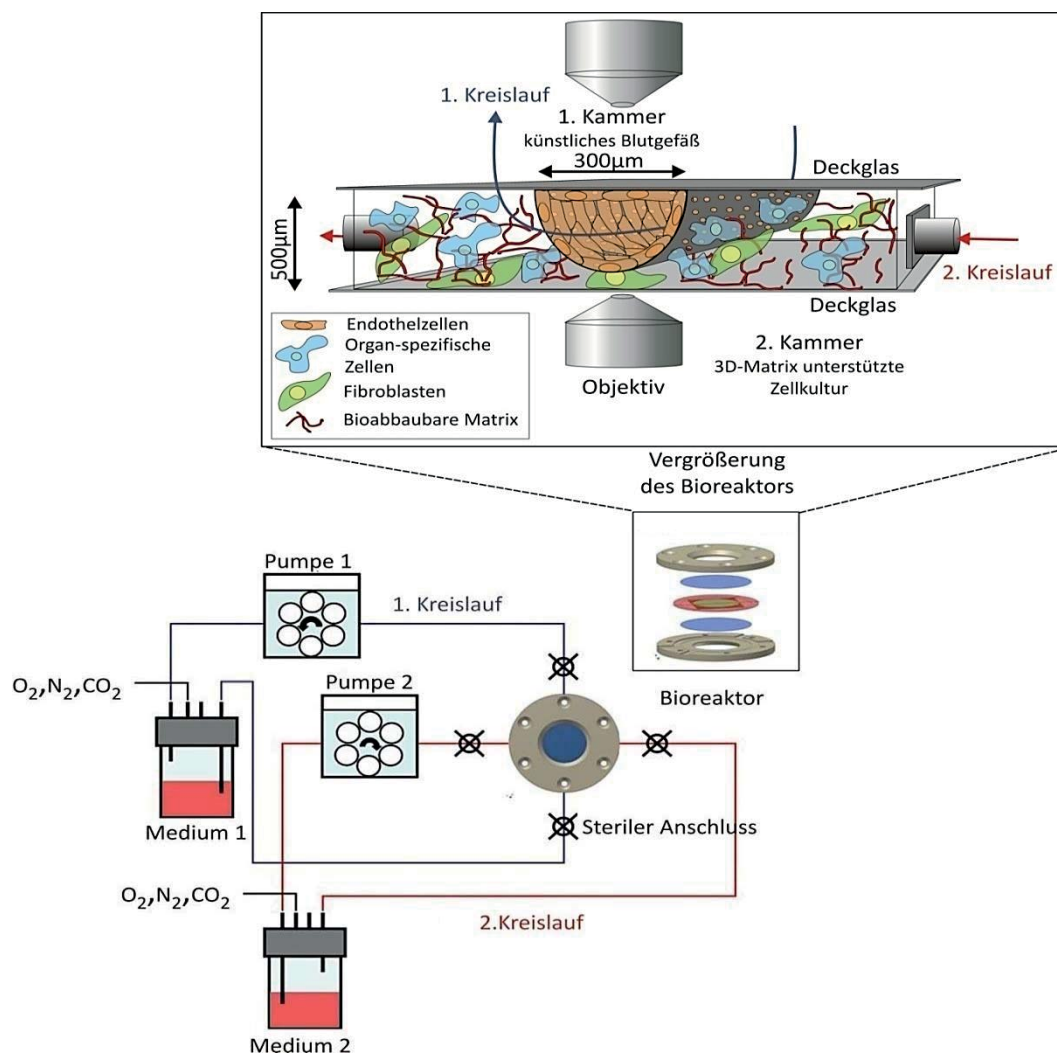 1. Kreislauf
1. Kammer
künstliches Blutgefäß
300µm
Deckglas
500µm
2. Kreislauf
Deckglas
Endothelzellen
Organ-spezifische
Zellen
Fibroblasten
Bioabbaubare Matrix
Objektiv
2. Kammer
3D-Matrix unterstützte
Zellkultur
Vergrößerung
des Bioreaktors
Pumpe 1
1. Kreislauf
O2,N2,CO2
Pumpe 2
Bioreaktor
Medium 1
Steriler Anschluss
O2,N2,CO2
2.Kreislauf
Medium 2